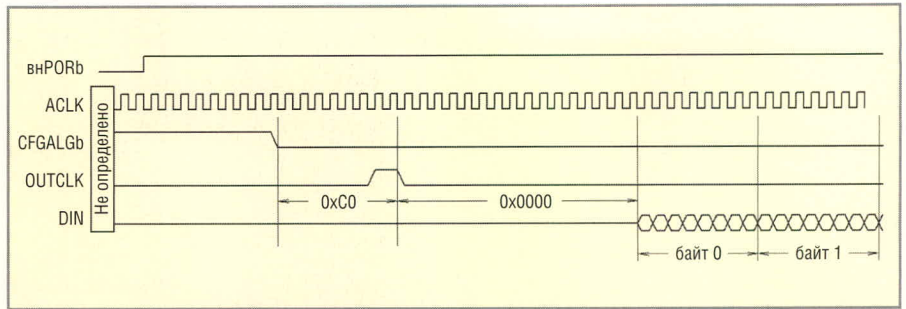 внPORb
ACLK
CFGALGb
OUTCLK
DIN
Не определено
0xC0
0x0000
байт 0
байт 1